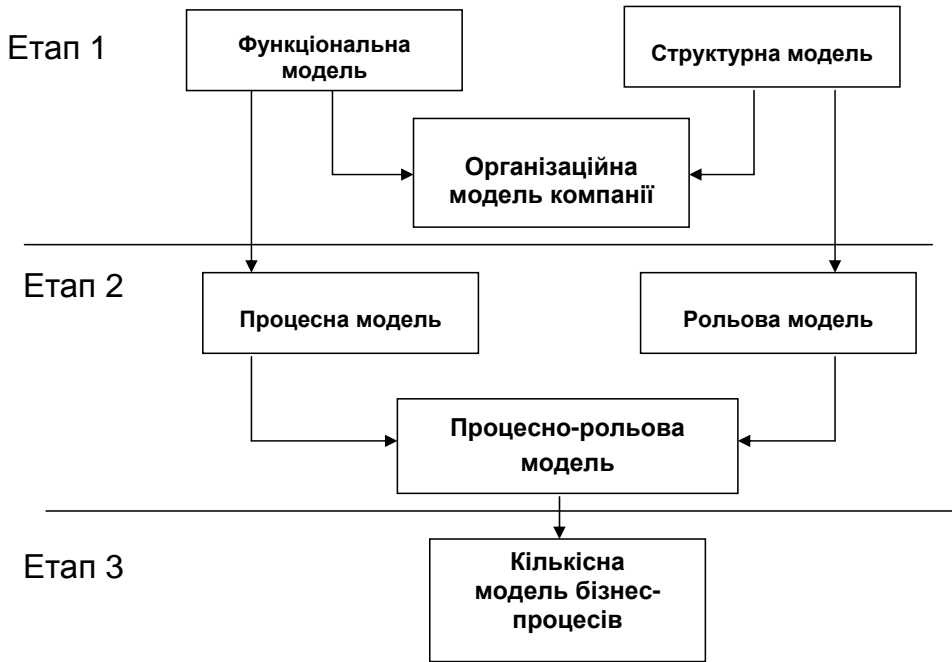 Етап 1
Функціональна
модель
Структурна модель
Організаційна
модель компанії
Етап 2
Процесна модель
Рольова модель
Процесно-рольова
модель
Етап 3
Кількісна
модель бізнес-
процесів